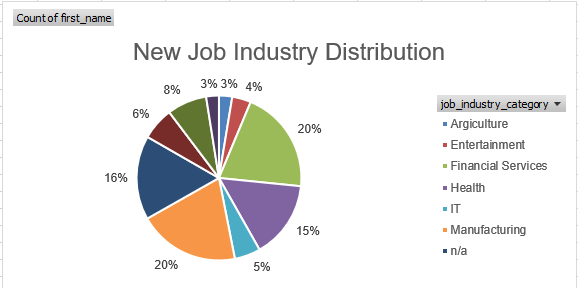 Count of first_name
New Job Industry Distribution
3% 3%
4%
8%
6%
20%
16%
15%
20%
5%
job_industry_category
Argiculture
Entertainment
Financial Services
Health
IT
Manufacturing
n/a